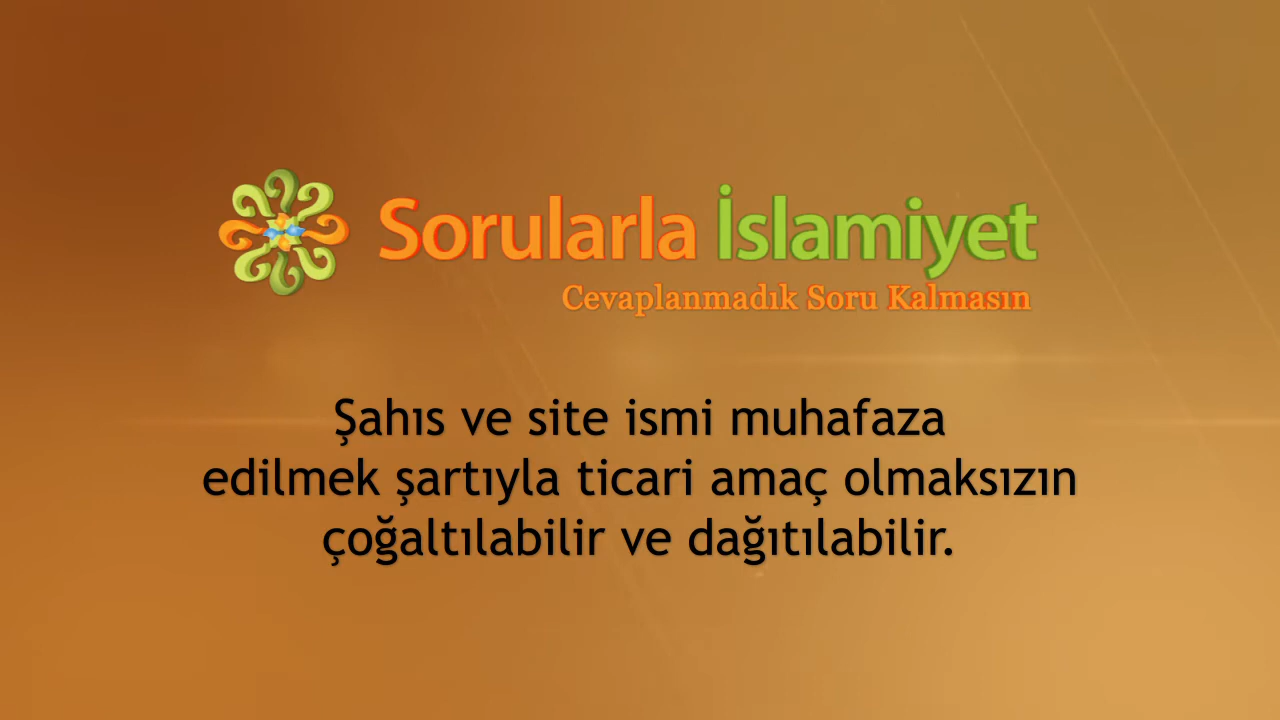 Sorularla İslamiyet
Cevaplanmadık Soru Kalmasın
Şahıs ve site ismi muhafaza
edilmek şartıyla ticari amaç olmaksızın
çoğaltılabilir ve dağıtılabilir.